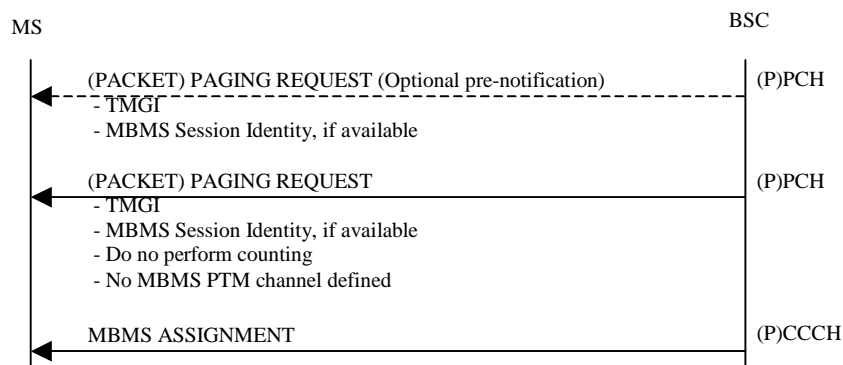 MS
BSC
(PACKET) PAGING REQUEST (Optional pre-notification)
(P)PCH
- TMGI
- MBMS Session Identity, if available
(PACKET) PAGING REQUEST
(P)PCH
- TMGI
- MBMS Session Identity, if available
- Do no perform counting
- No MBMS PTM channel defined
MBMS ASSIGNMENT
(P)CCCH